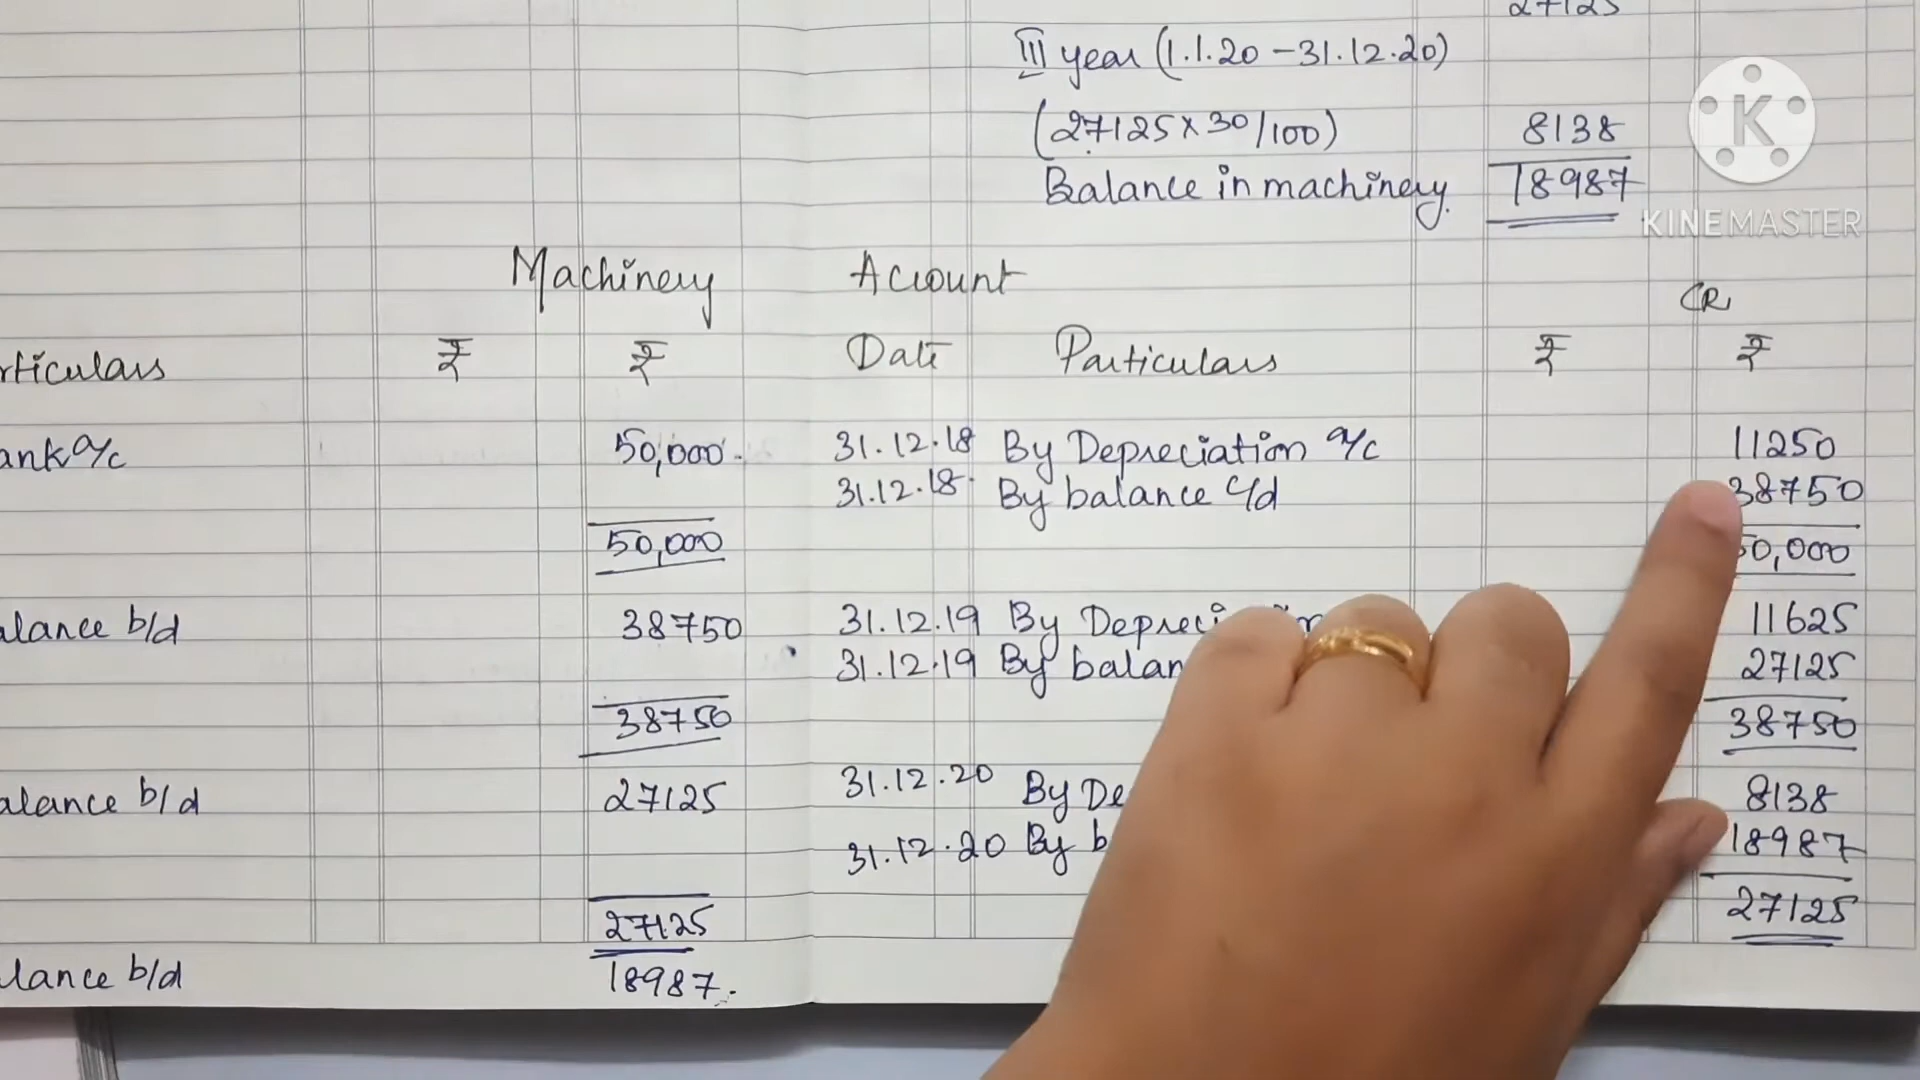 27125
III year (1.1.20 - 31.12.20)
(27125 x 30/100) 8138
Balance in machinery. 18987
K
KINEMASTER
Machinery Account
CR
rticulars ₹ ₹ Date Particulars ₹ ₹
ank a/c 50,000. 31.12.18 By Depreciation a/c 11250
31.12.18. By balance c/d 38750
50,000 50,000
alance b/d 38750 31.12.19 By Depreci 11625
31.12.19 By balan 27125
38750 38750
alance b/d 27125 31.12.20 By De 8138
31.12.20 By b 18987
27125 27125
lance b/d 18987.